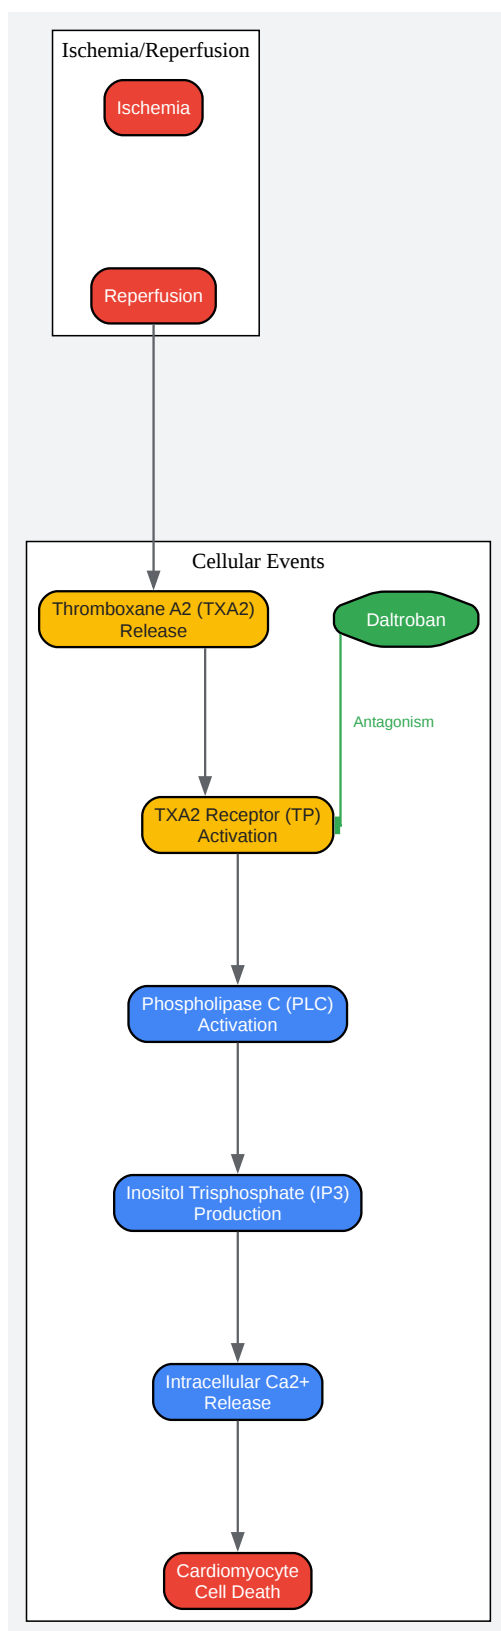 Ischemia/Reperfusion
Ischemia
Reperfusion
Cellular Events
Thromboxane A2 (TXA2)
Release
Daltroban
Antagonism
TXA2 Receptor (TP)
Activation
Phospholipase C (PLC)
Activation
Inositol Trisphosphate (IP3)
Production
Intracellular Ca2+
Release
Cardiomyocyte
Cell Death